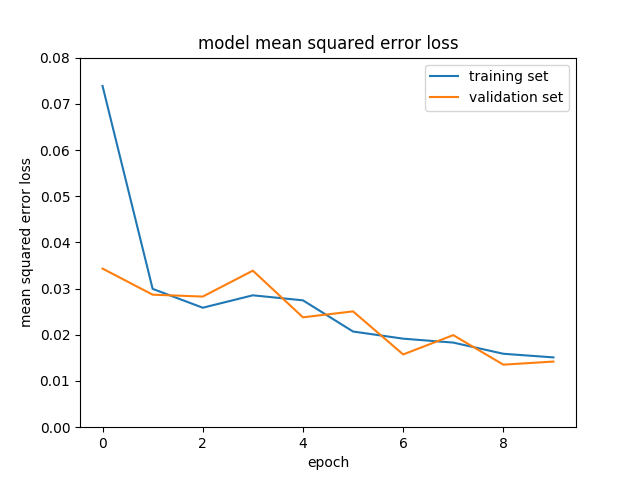 model mean squared error loss
training set
validation set
0.08
0.07
0.06
0.05
0.04
0.03
0.02
0.01
0.00
mean squared error loss
0 2 4 6 8
epoch